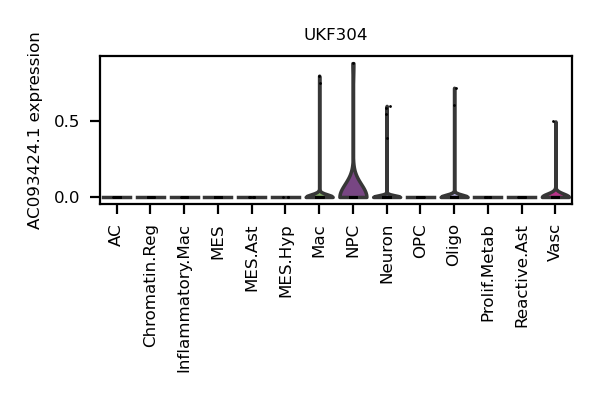 UKF304
AC093424.1 expression
0.5
0.0
AC
Chromatin.Reg
Inflammatory.Mac
MES
MES.Ast
MES.Hyp
Mac
NPC
Neuron
OPC
Oligo
Prolif.Metab
Reactive.Ast
Vasc